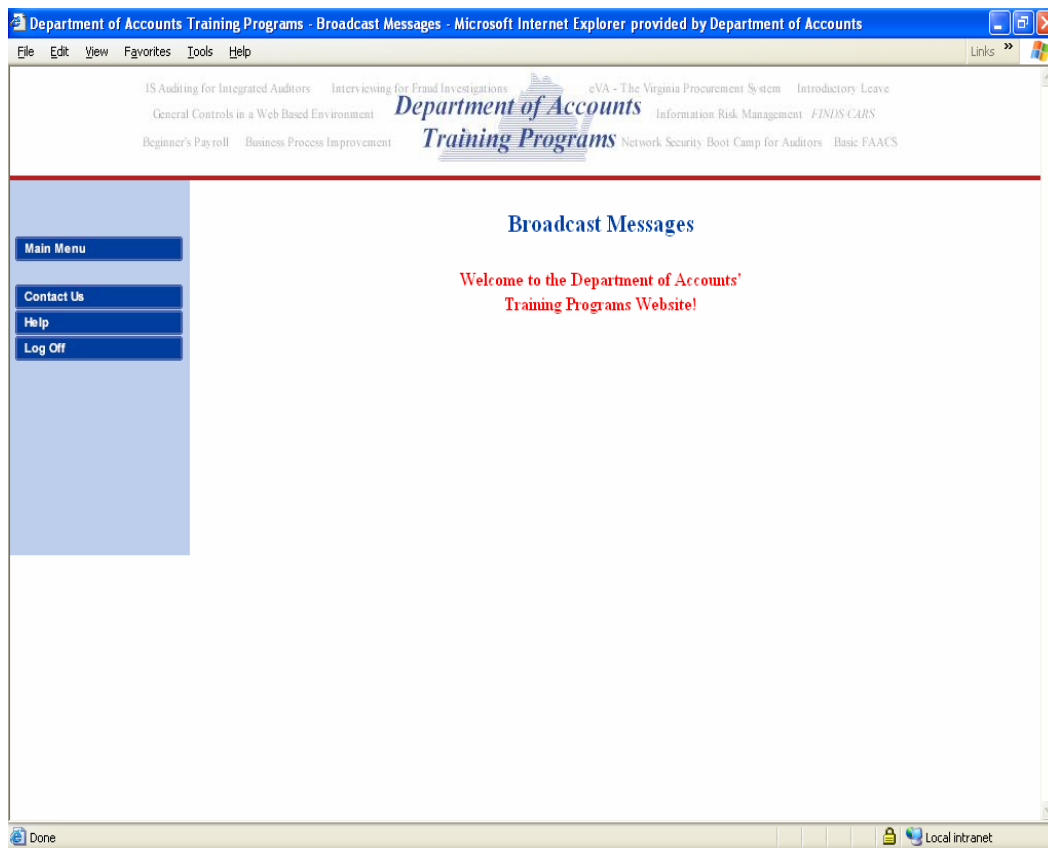 Department of Accounts Training Programs - Broadcast Messages - Microsoft Internet Explorer provided by Department of Accounts
File Edit View Favorites Tools Help Links »
IS Auditing for Integrated Auditors Interviewing for Fraud Investigations eVA - The Virginia Procurement System Introductory Leave
General Controls in a Web Based Environment Department of Accounts Information Risk Management FINDS CARS
Beginner's Payroll Business Process Improvement Training Programs Network Security Boot Camp for Auditors Basic FAACS
Broadcast Messages
Main Menu
Welcome to the Department of Accounts'
Training Programs Website!
Contact Us
Help
Log Off
Done Local intranet